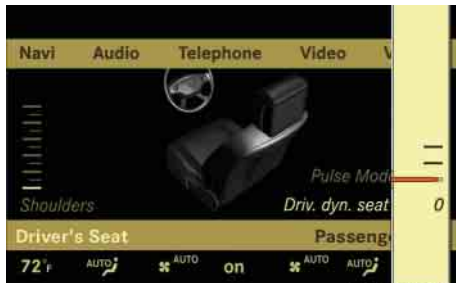 Navi Audio Telephone Video V
Pulse Mode
Shoulders Driv. dyn. seat 0
Driver's Seat Passeng
72°F AUTO AUTO on AUTO AUTO